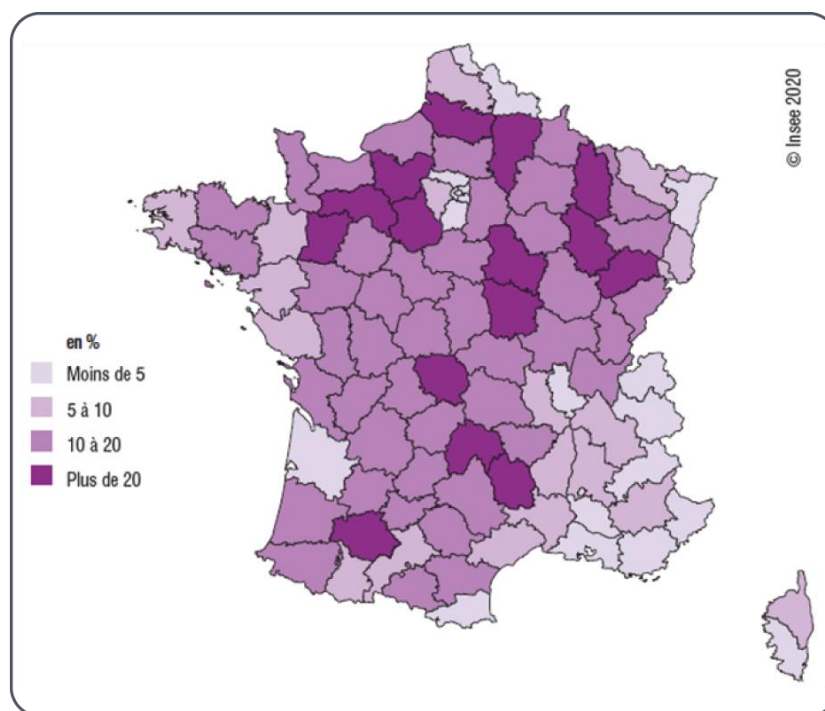 © Insee 2020
en %
Moins de 5
5 à 10
10 à 20
Plus de 20